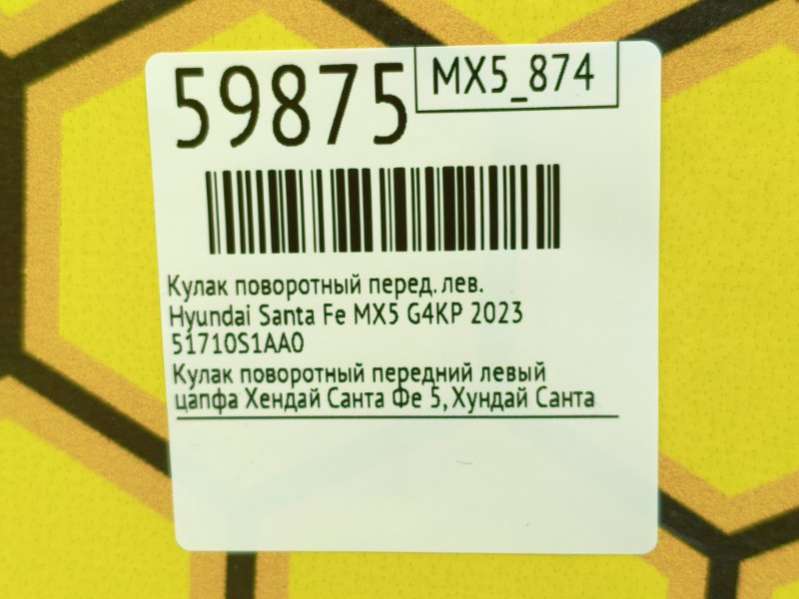 59875
MX5_874
Кулак поворотный перед. лев.
Hyundai Santa Fe MX5 G4KP 2023
51710S1AA0
Кулак поворотный передний левый
цапфа Хендай Санта Фе 5, Хундай Санта